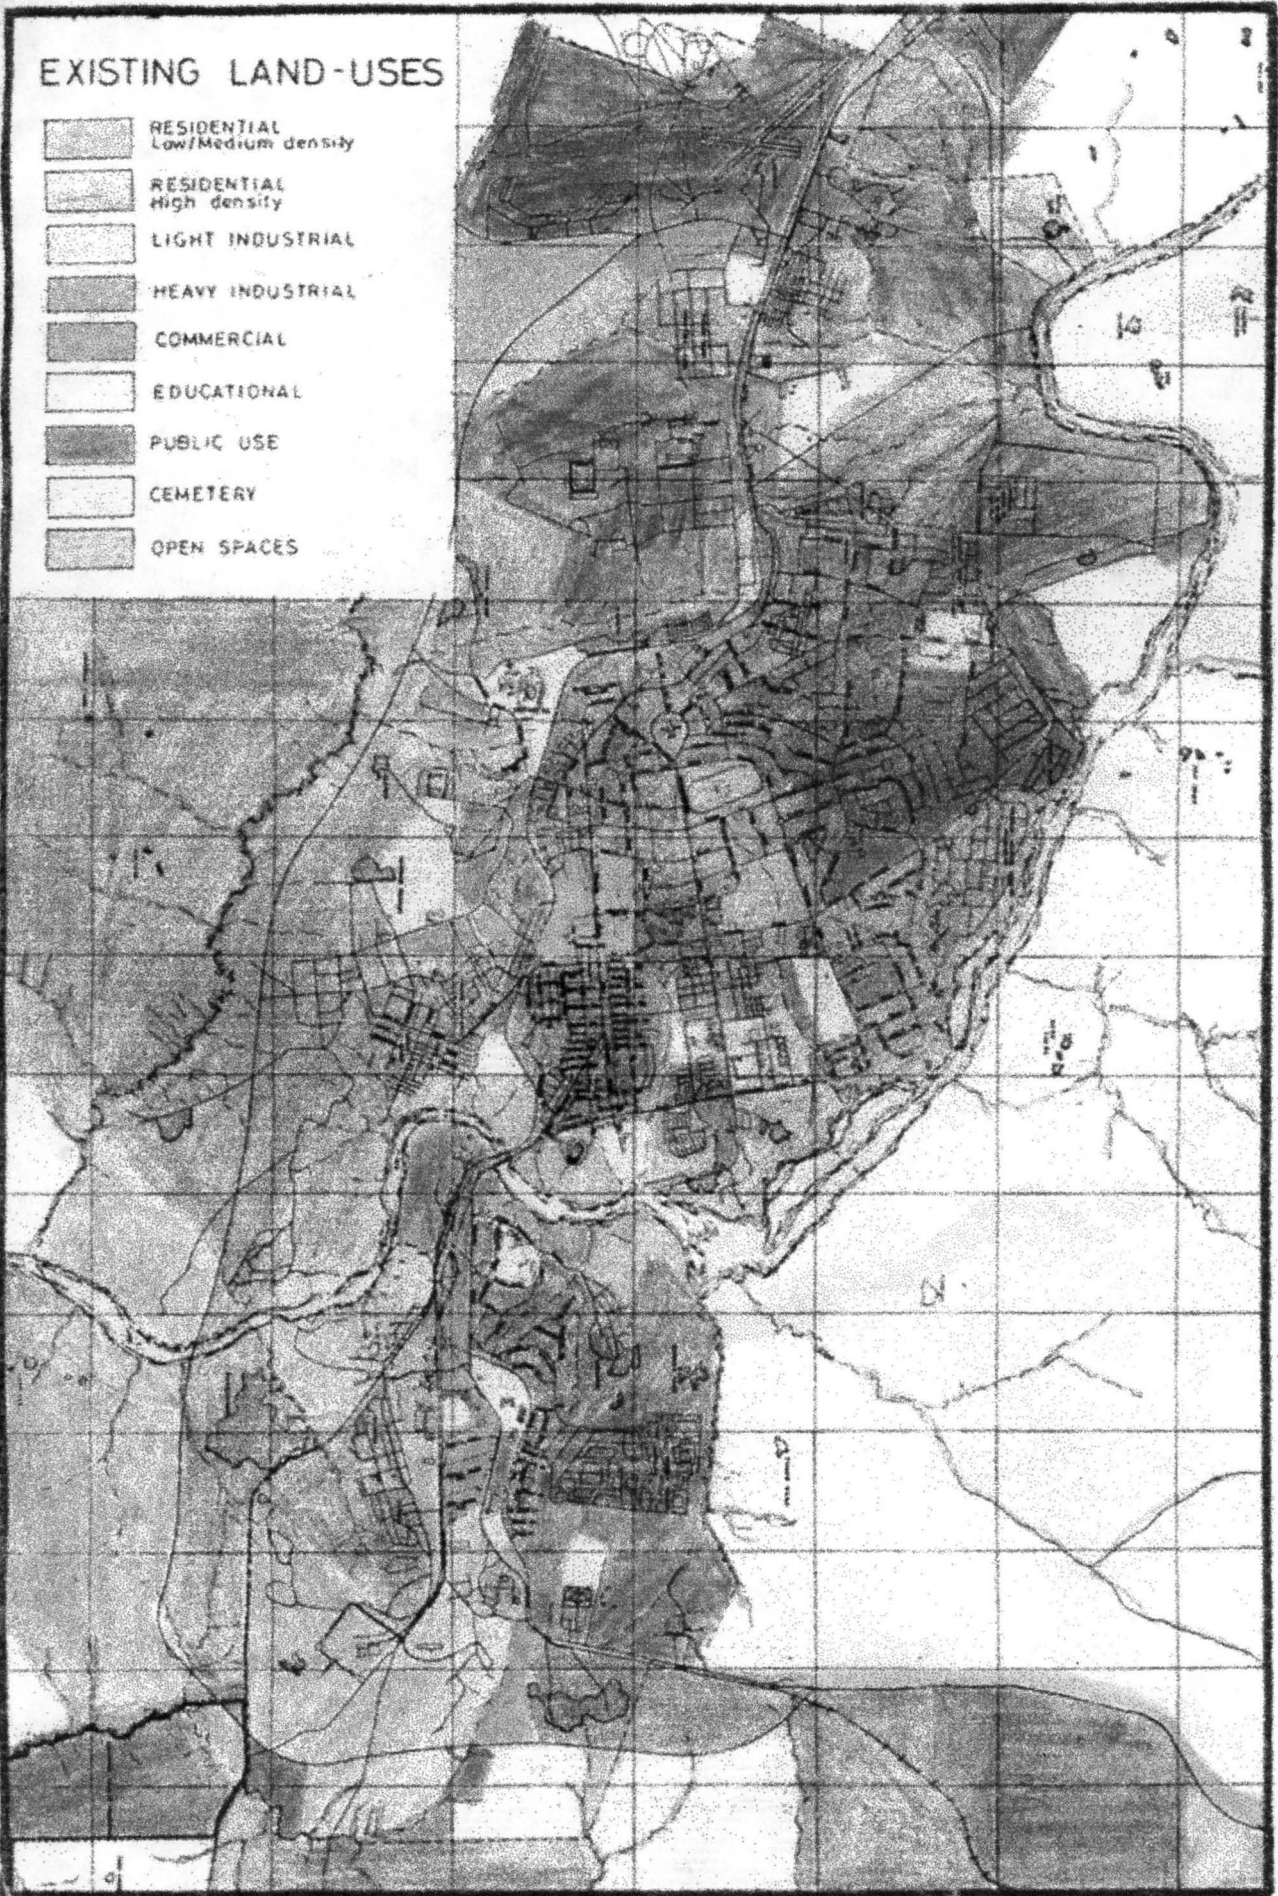 EXISTING LAND-USES
RESIDENTIAL
Low/Medium density
RESIDENTIAL
High density
LIGHT INDUSTRIAL
HEAVY INDUSTRIAL
COMMERCIAL
EDUCATIONAL
PUBLIC USE
CEMETERY
OPEN SPACES